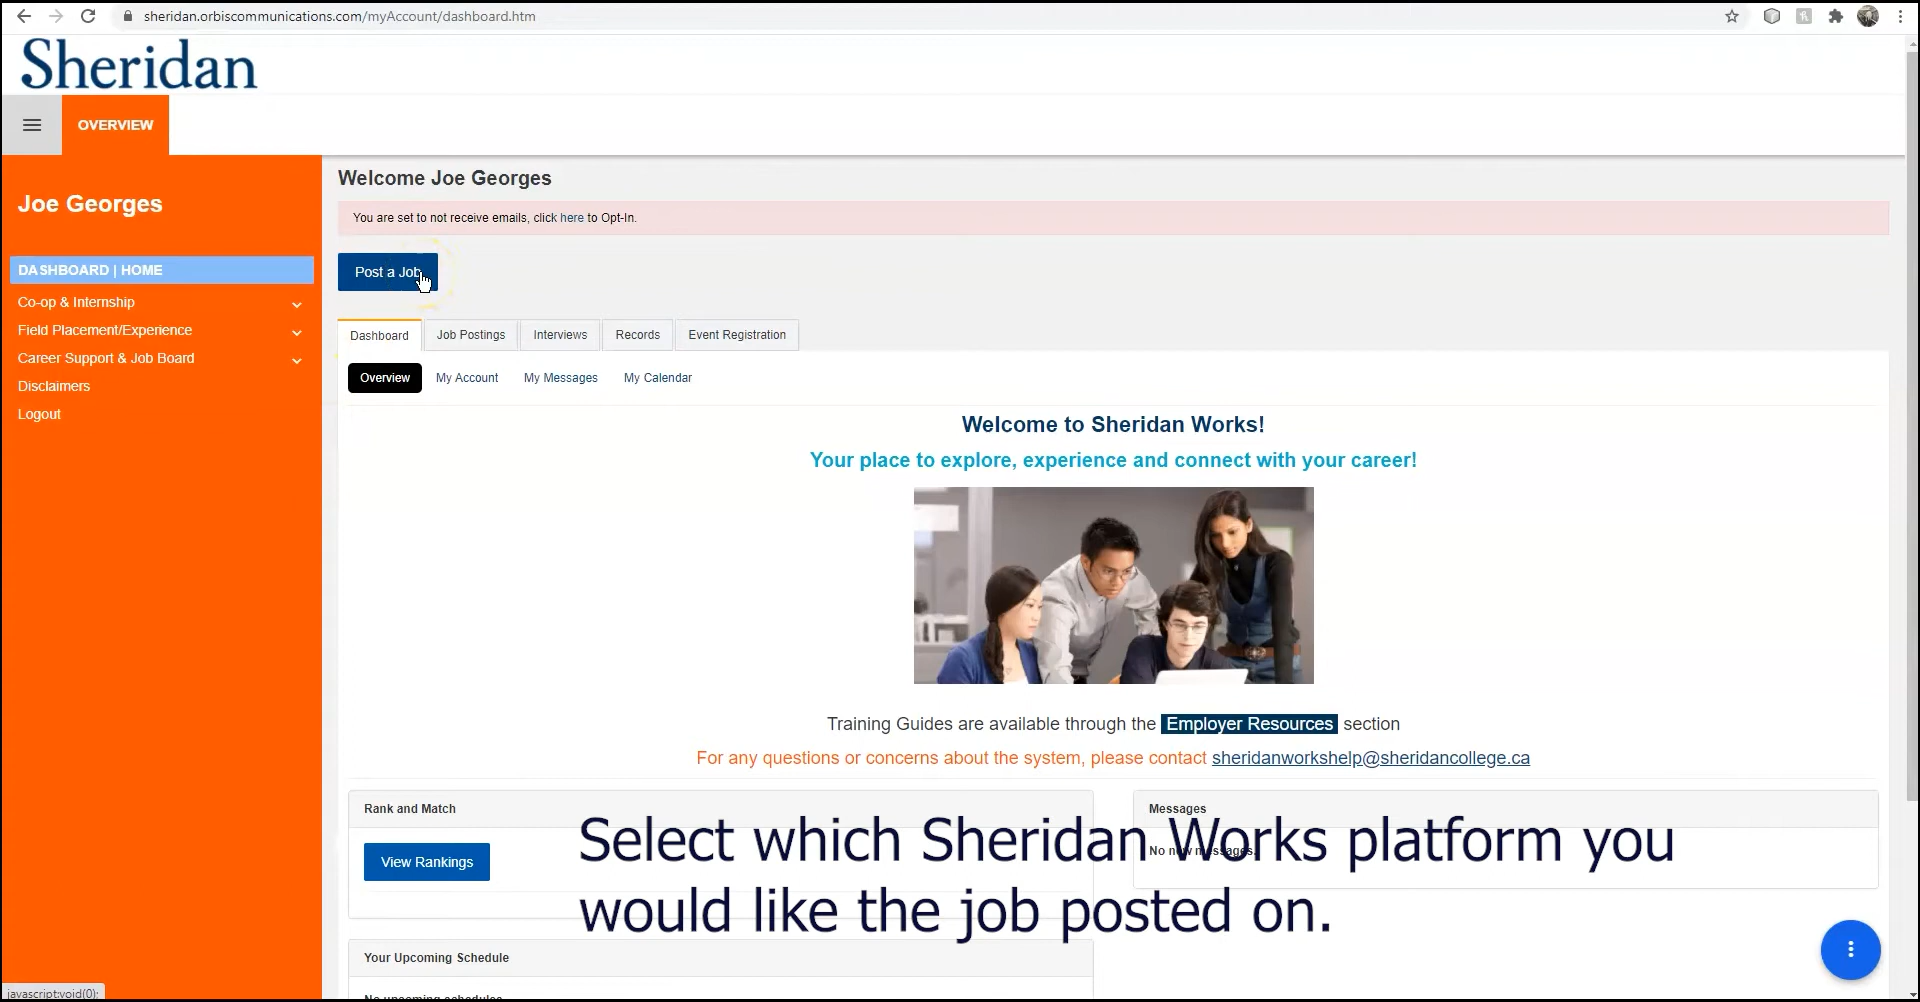 sheridan.orbiscommunications.com/myAccount/dashboard.htm
Sheridan
OVERVIEW
Joe Georges
DASHBOARD | HOME
Co-op & Internship
Field Placement/Experience
Career Support & Job Board
Disclaimers
Logout
Welcome Joe Georges
You are set to not receive emails, click here to Opt-In.
Post a Job
Dashboard Job Postings Interviews Records Event Registration
Overview My Account My Messages My Calendar
Welcome to Sheridan Works!
Your place to explore, experience and connect with your career!
Training Guides are available through the Employer Resources section
For any questions or concerns about the system, please contact sheridanworkshelp@sheridancollege.ca
Rank and Match
View Rankings
Messages
No new messages.
Select which Sheridan Works platform you
would like the job posted on.
Your Upcoming Schedule
No upcoming schedules
javascript:void(0);